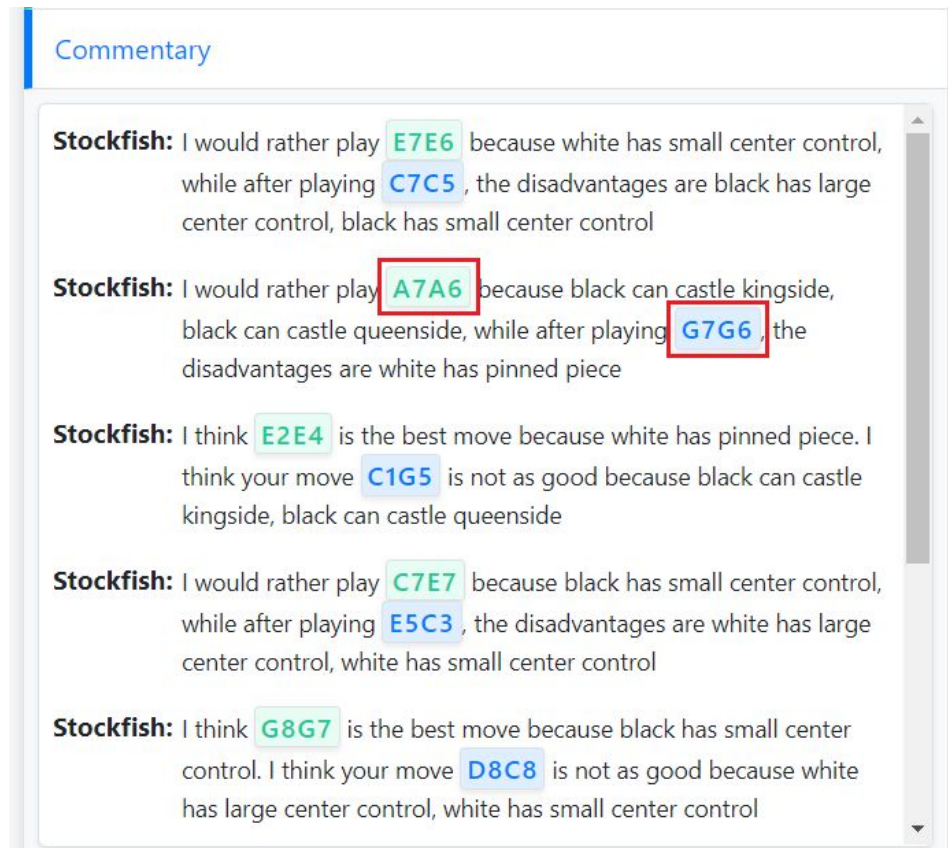 Commentary
Stockfish: I would rather play E7E6 because white has small center control,
while after playing C7C5, the disadvantages are black has large
center control, black has small center control
Stockfish: I would rather play A7A6 because black can castle kingside,
black can castle queenside, while after playing G7G6, the
disadvantages are white has pinned piece
Stockfish: I think E2E4 is the best move because white has pinned piece. I
think your move C1G5 is not as good because black can castle
kingside, black can castle queenside
Stockfish: I would rather play C7E7 because black has small center control,
while after playing E5C3, the disadvantages are white has large
center control, white has small center control
Stockfish: I think G8G7 is the best move because black has small center
control. I think your move D8C8 is not as good because white
has large center control, white has small center control